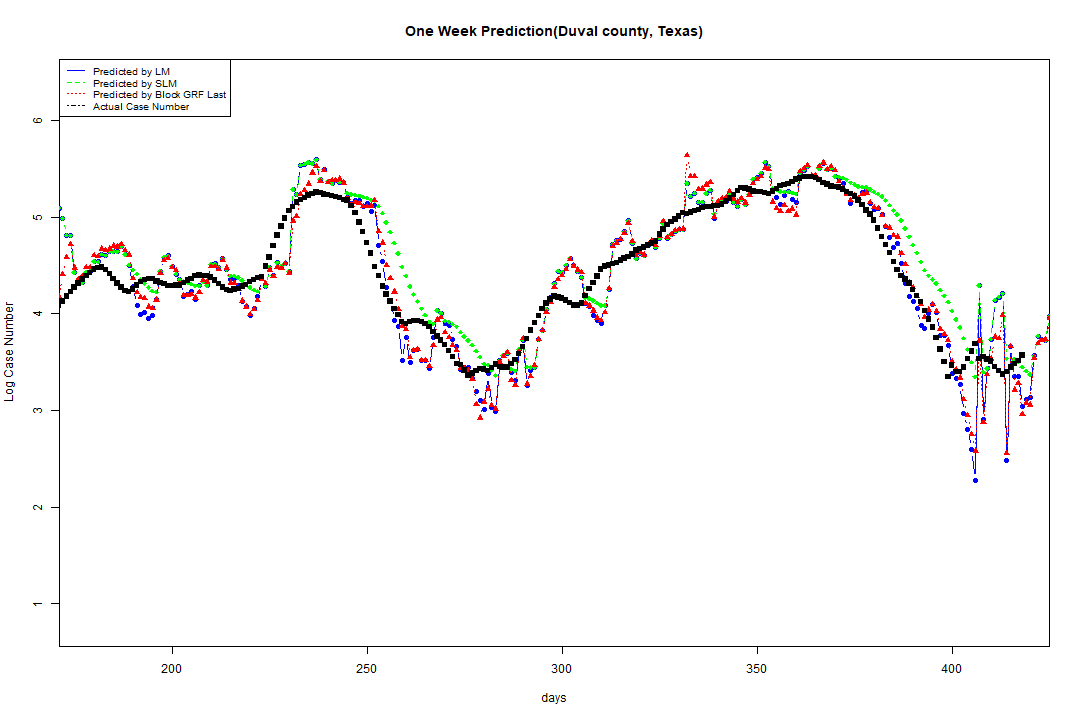 One Week Prediction(Duval county, Texas)
Predicted by LM
Predicted by SLM
Predicted by Block GRF Last
Actual Case Number
6
5
4
3
2
1
Log Case Number
200 250 300 350 400
days